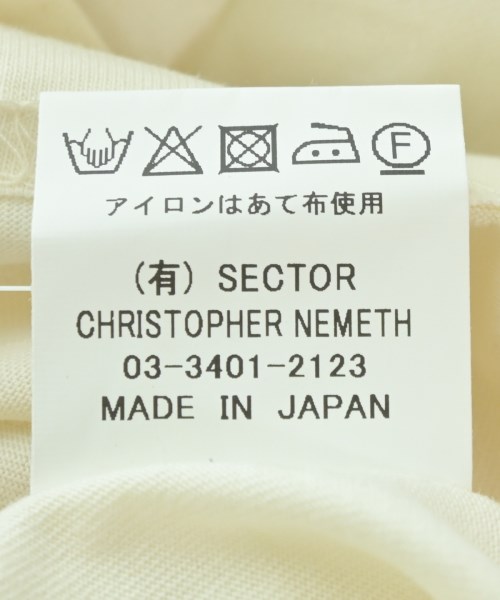 F
アイロンはあて布使用
(有) SECTOR
CHRISTOPHER NEMETH
03-3401-2123
MADE IN JAPAN